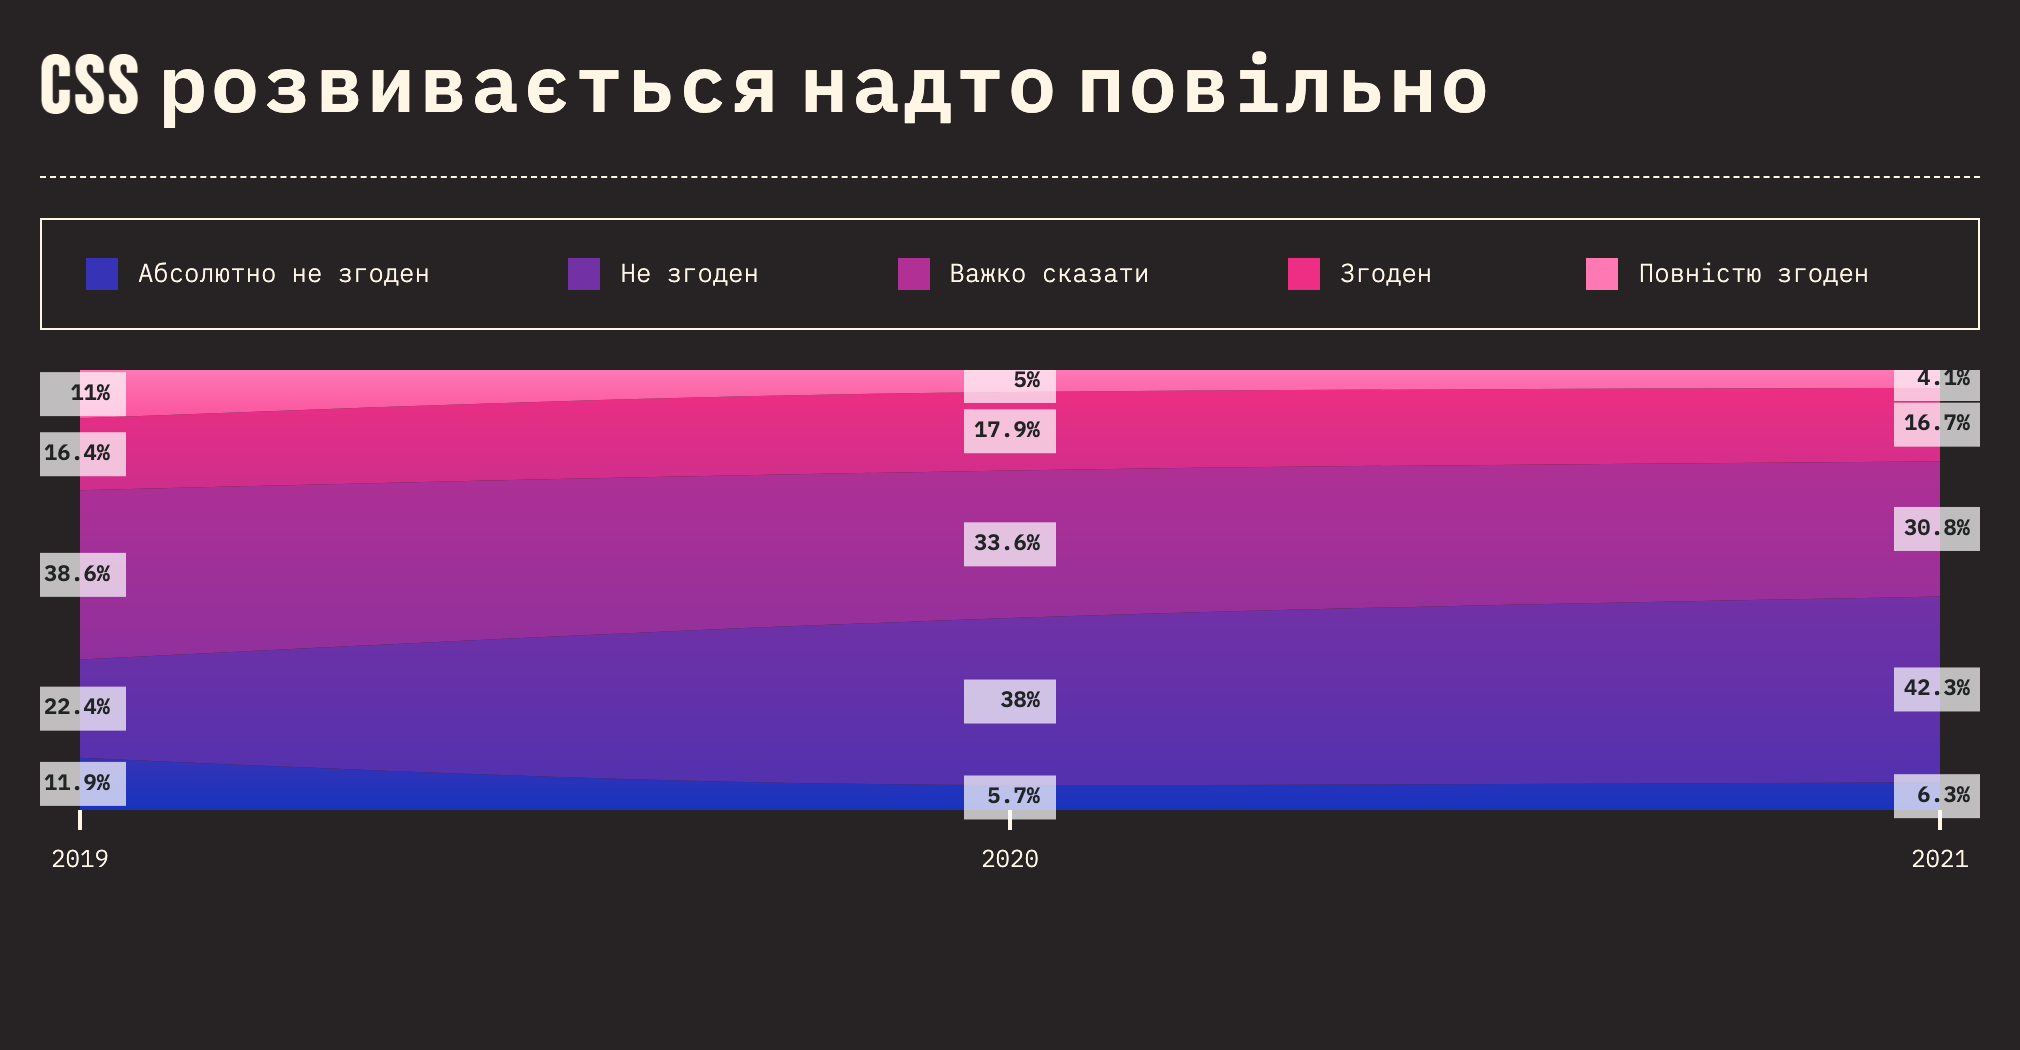 CSS розвивається надто повільно
Абсолютно не згоден Не згоден Важко сказати Згоден Повністю згоден
11% 5% 4.1%
16.4% 17.9% 16.7%
38.6% 33.6% 30.8%
22.4% 38% 42.3%
11.9% 5.7% 6.3%
2019 2020 2021